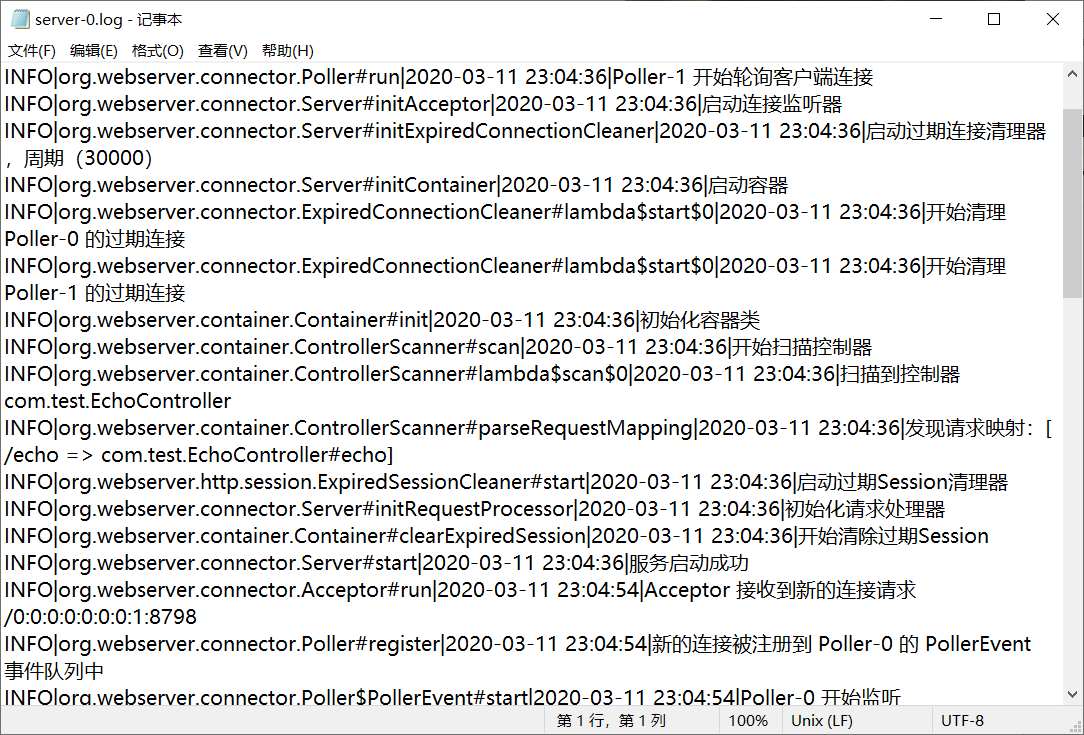 server-0.log - 记事本
文件(F) 编辑(E) 格式(O) 查看(V) 帮助(H)
INFO|org.webserver.connector.Poller#run|2020-03-11 23:04:36|Poller-1 开始轮询客户端连接
INFO|org.webserver.connector.Server#initAcceptor|2020-03-11 23:04:36|启动连接监听器
INFO|org.webserver.connector.Server#initExpiredConnectionCleaner|2020-03-11 23:04:36|启动过期连接清理器
，周期（30000）
INFO|org.webserver.connector.Server#initContainer|2020-03-11 23:04:36|启动容器
INFO|org.webserver.connector.ExpiredConnectionCleaner#lambda$start$0|2020-03-11 23:04:36|开始清理
Poller-0 的过期连接
INFO|org.webserver.connector.ExpiredConnectionCleaner#lambda$start$0|2020-03-11 23:04:36|开始清理
Poller-1 的过期连接
INFO|org.webserver.container.Container#init|2020-03-11 23:04:36|初始化容器类
INFO|org.webserver.container.ControllerScanner#scan|2020-03-11 23:04:36|开始扫描控制器
INFO|org.webserver.container.ControllerScanner#lambda$scan$0|2020-03-11 23:04:36|扫描到控制器
com.test.EchoController
INFO|org.webserver.container.ControllerScanner#parseRequestMapping|2020-03-11 23:04:36|发现请求映射：[
/echo => com.test.EchoController#echo]
INFO|org.webserver.http.session.ExpiredSessionCleaner#start|2020-03-11 23:04:36|启动过期Session清理器
INFO|org.webserver.connector.Server#initRequestProcessor|2020-03-11 23:04:36|初始化请求处理器
INFO|org.webserver.container.Container#clearExpiredSession|2020-03-11 23:04:36|开始清除过期Session
INFO|org.webserver.connector.Server#start|2020-03-11 23:04:36|服务启动成功
INFO|org.webserver.connector.Acceptor#run|2020-03-11 23:04:54|Acceptor 接收到新的连接请求
/0:0:0:0:0:0:0:1:8798
INFO|org.webserver.connector.Poller#register|2020-03-11 23:04:54|新的连接被注册到 Poller-0 的 PollerEvent
事件队列中
INFO|org.webserver.connector.Poller$PollerEvent#start|2020-03-11 23:04:54|Poller-0 开始监听
第 1 行，第 1 列 100% Unix (LF) UTF-8